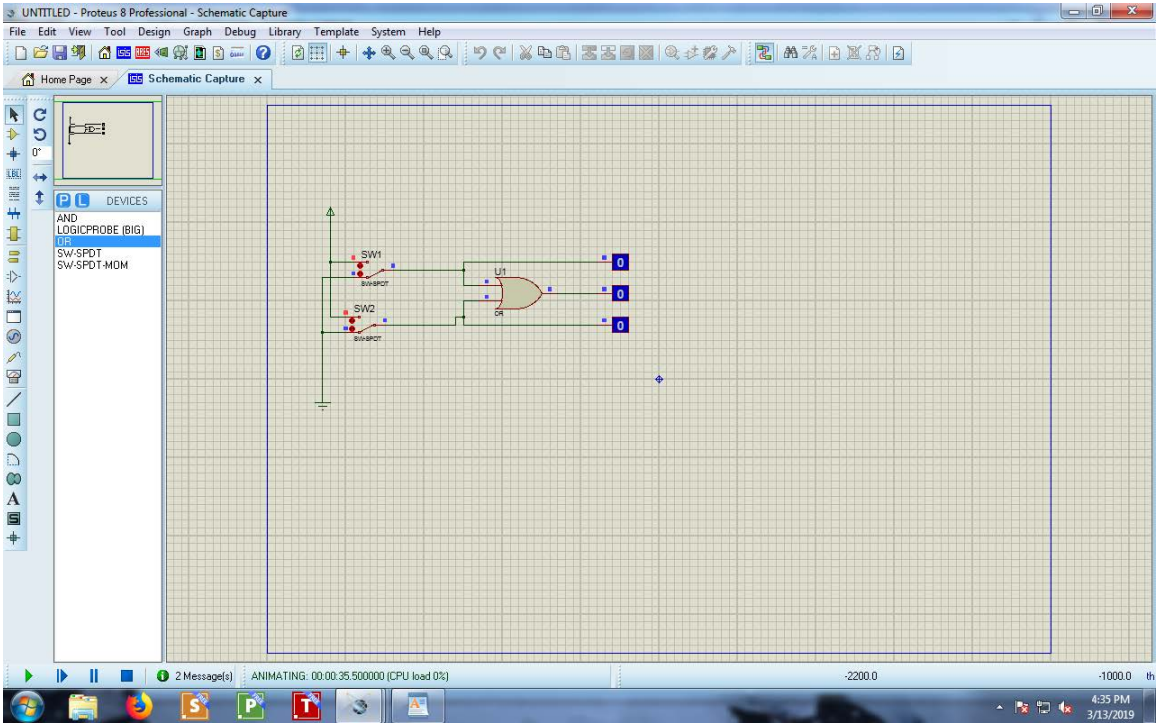 UNTITLED - Proteus 8 Professional - Schematic Capture
File Edit View Tool Design Graph Debug Library Template System Help
Home Page x ISIS Schematic Capture x
0°
LBL
P L DEVICES
AND
LOGICPROBE (BIG)
OR
SW-SPDT
SW-SPDT-MOM
A
S
SW1
SW-SPDT
SW2
SW-SPDT
U1
OR
0
0
0
2 Message(s) ANIMATING: 00:00:35.500000 (CPU load 0%) -2200.0 -1000.0 th
S P T A 4:35 PM
3/13/2019